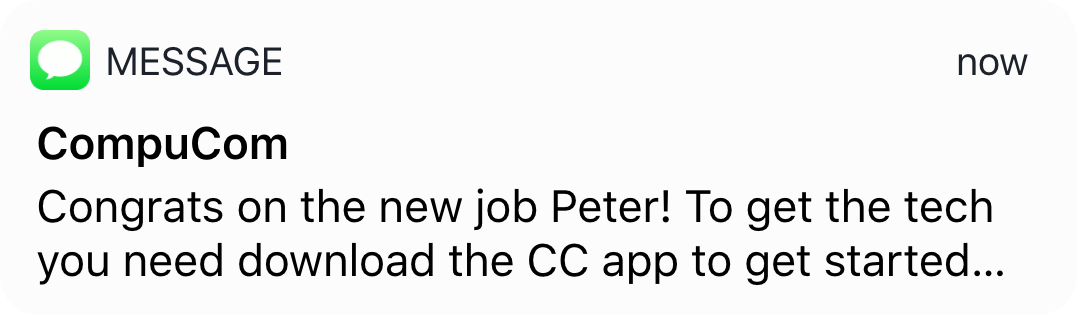 MESSAGE now
CompuCom
Congrats on the new job Peter! To get the tech
you need download the CC app to get started...